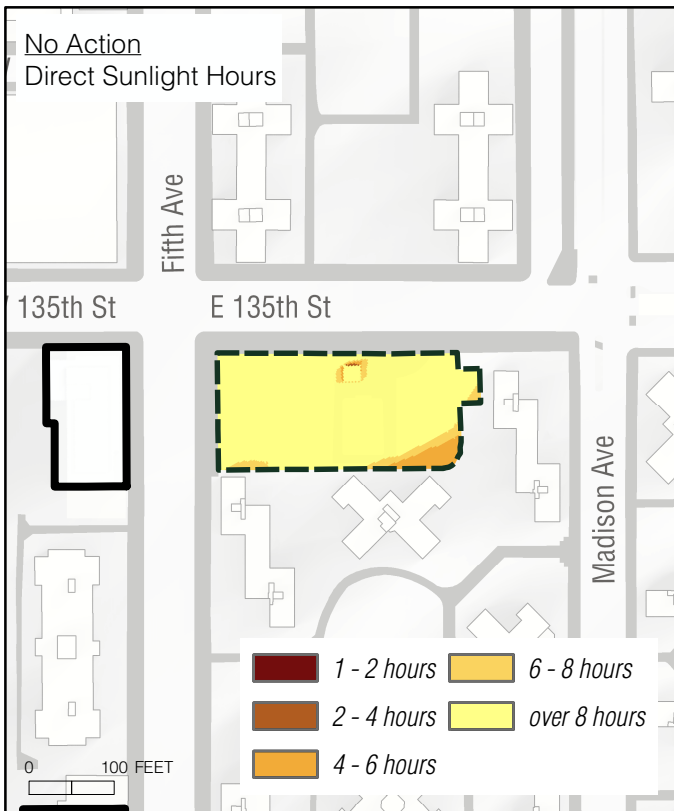 No Action
Direct Sunlight Hours
Fifth Ave
135th St
E 135th St
Madison Ave
1 - 2 hours
6 - 8 hours
2 - 4 hours
over 8 hours
4 - 6 hours
0 100 FEET